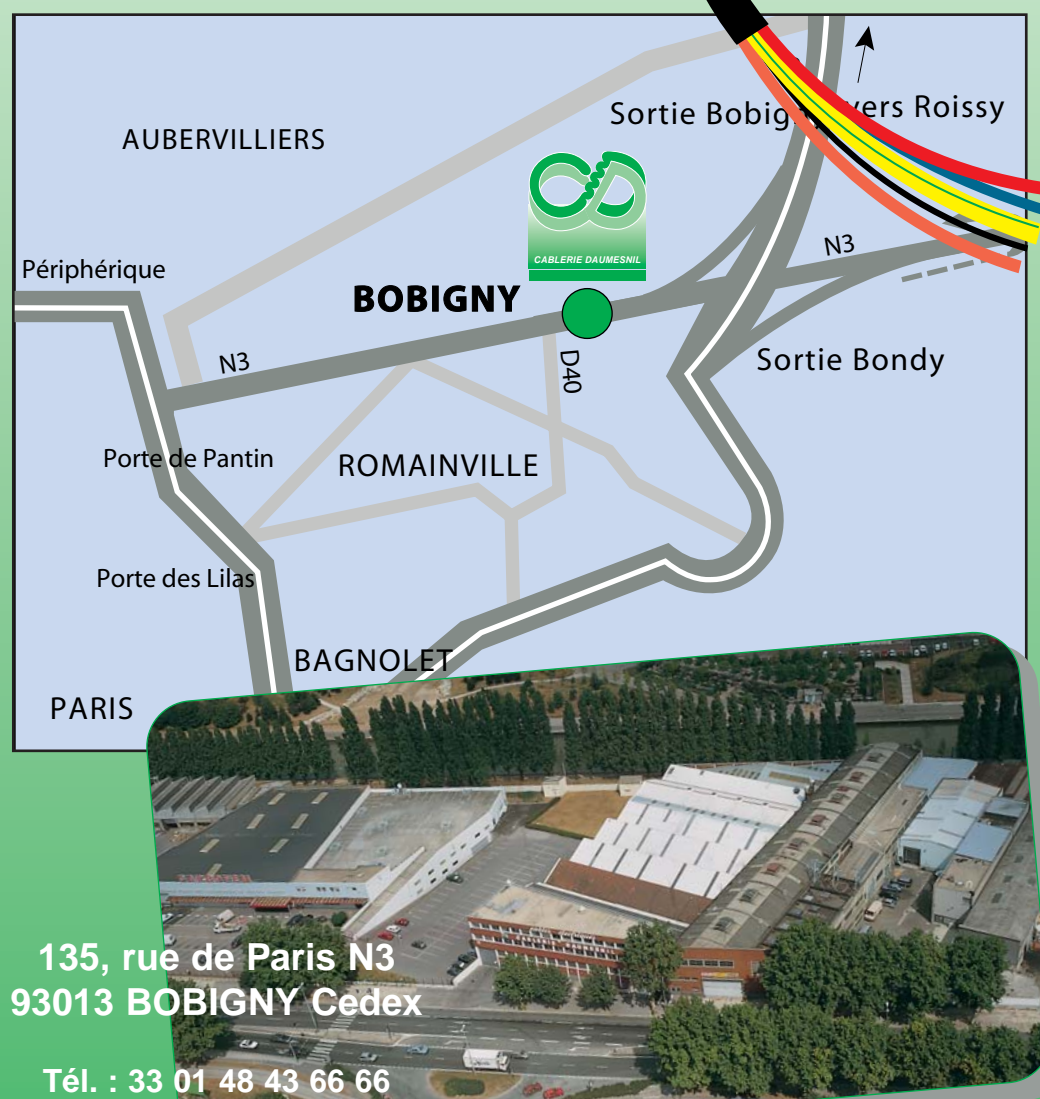 Sortie Bobigny
vers Roissy
AUBERVILLIERS
CABLERIE DAUMESNIL
N3
Périphérique
BOBIGNY
N3
D40
Sortie Bondy
Porte de Pantin
ROMAINVILLE
Porte des Lilas
BAGNOLET
PARIS
135, rue de Paris N3
93013 BOBIGNY Cedex
Tél. : 33 01 48 43 66 66